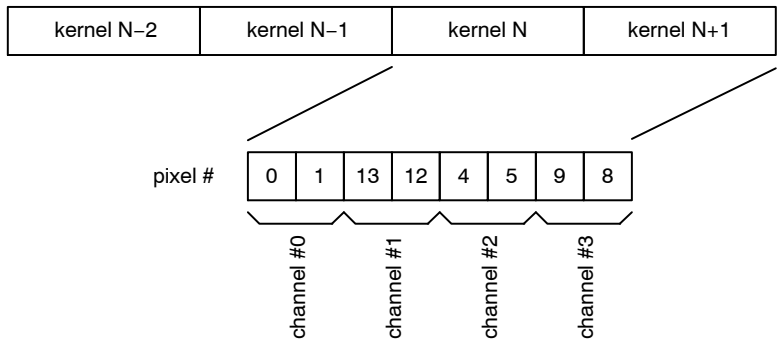 kernel N−2 kernel N−1 kernel N kernel N+1
pixel # 0 1 13 12 4 5 9 8
channel #0
channel #1
channel #2
channel #3